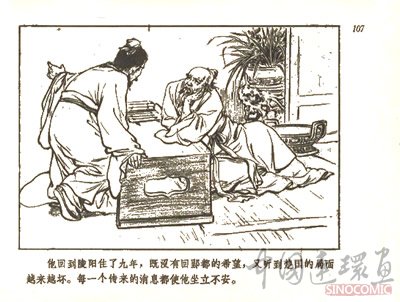 107
他回到陵阳住了九年，既没有回郢都的希望，又听到楚国的局面
越来越坏。每一个传来的消息都使他坐立不安。
中国连环画
SINOCOMIC